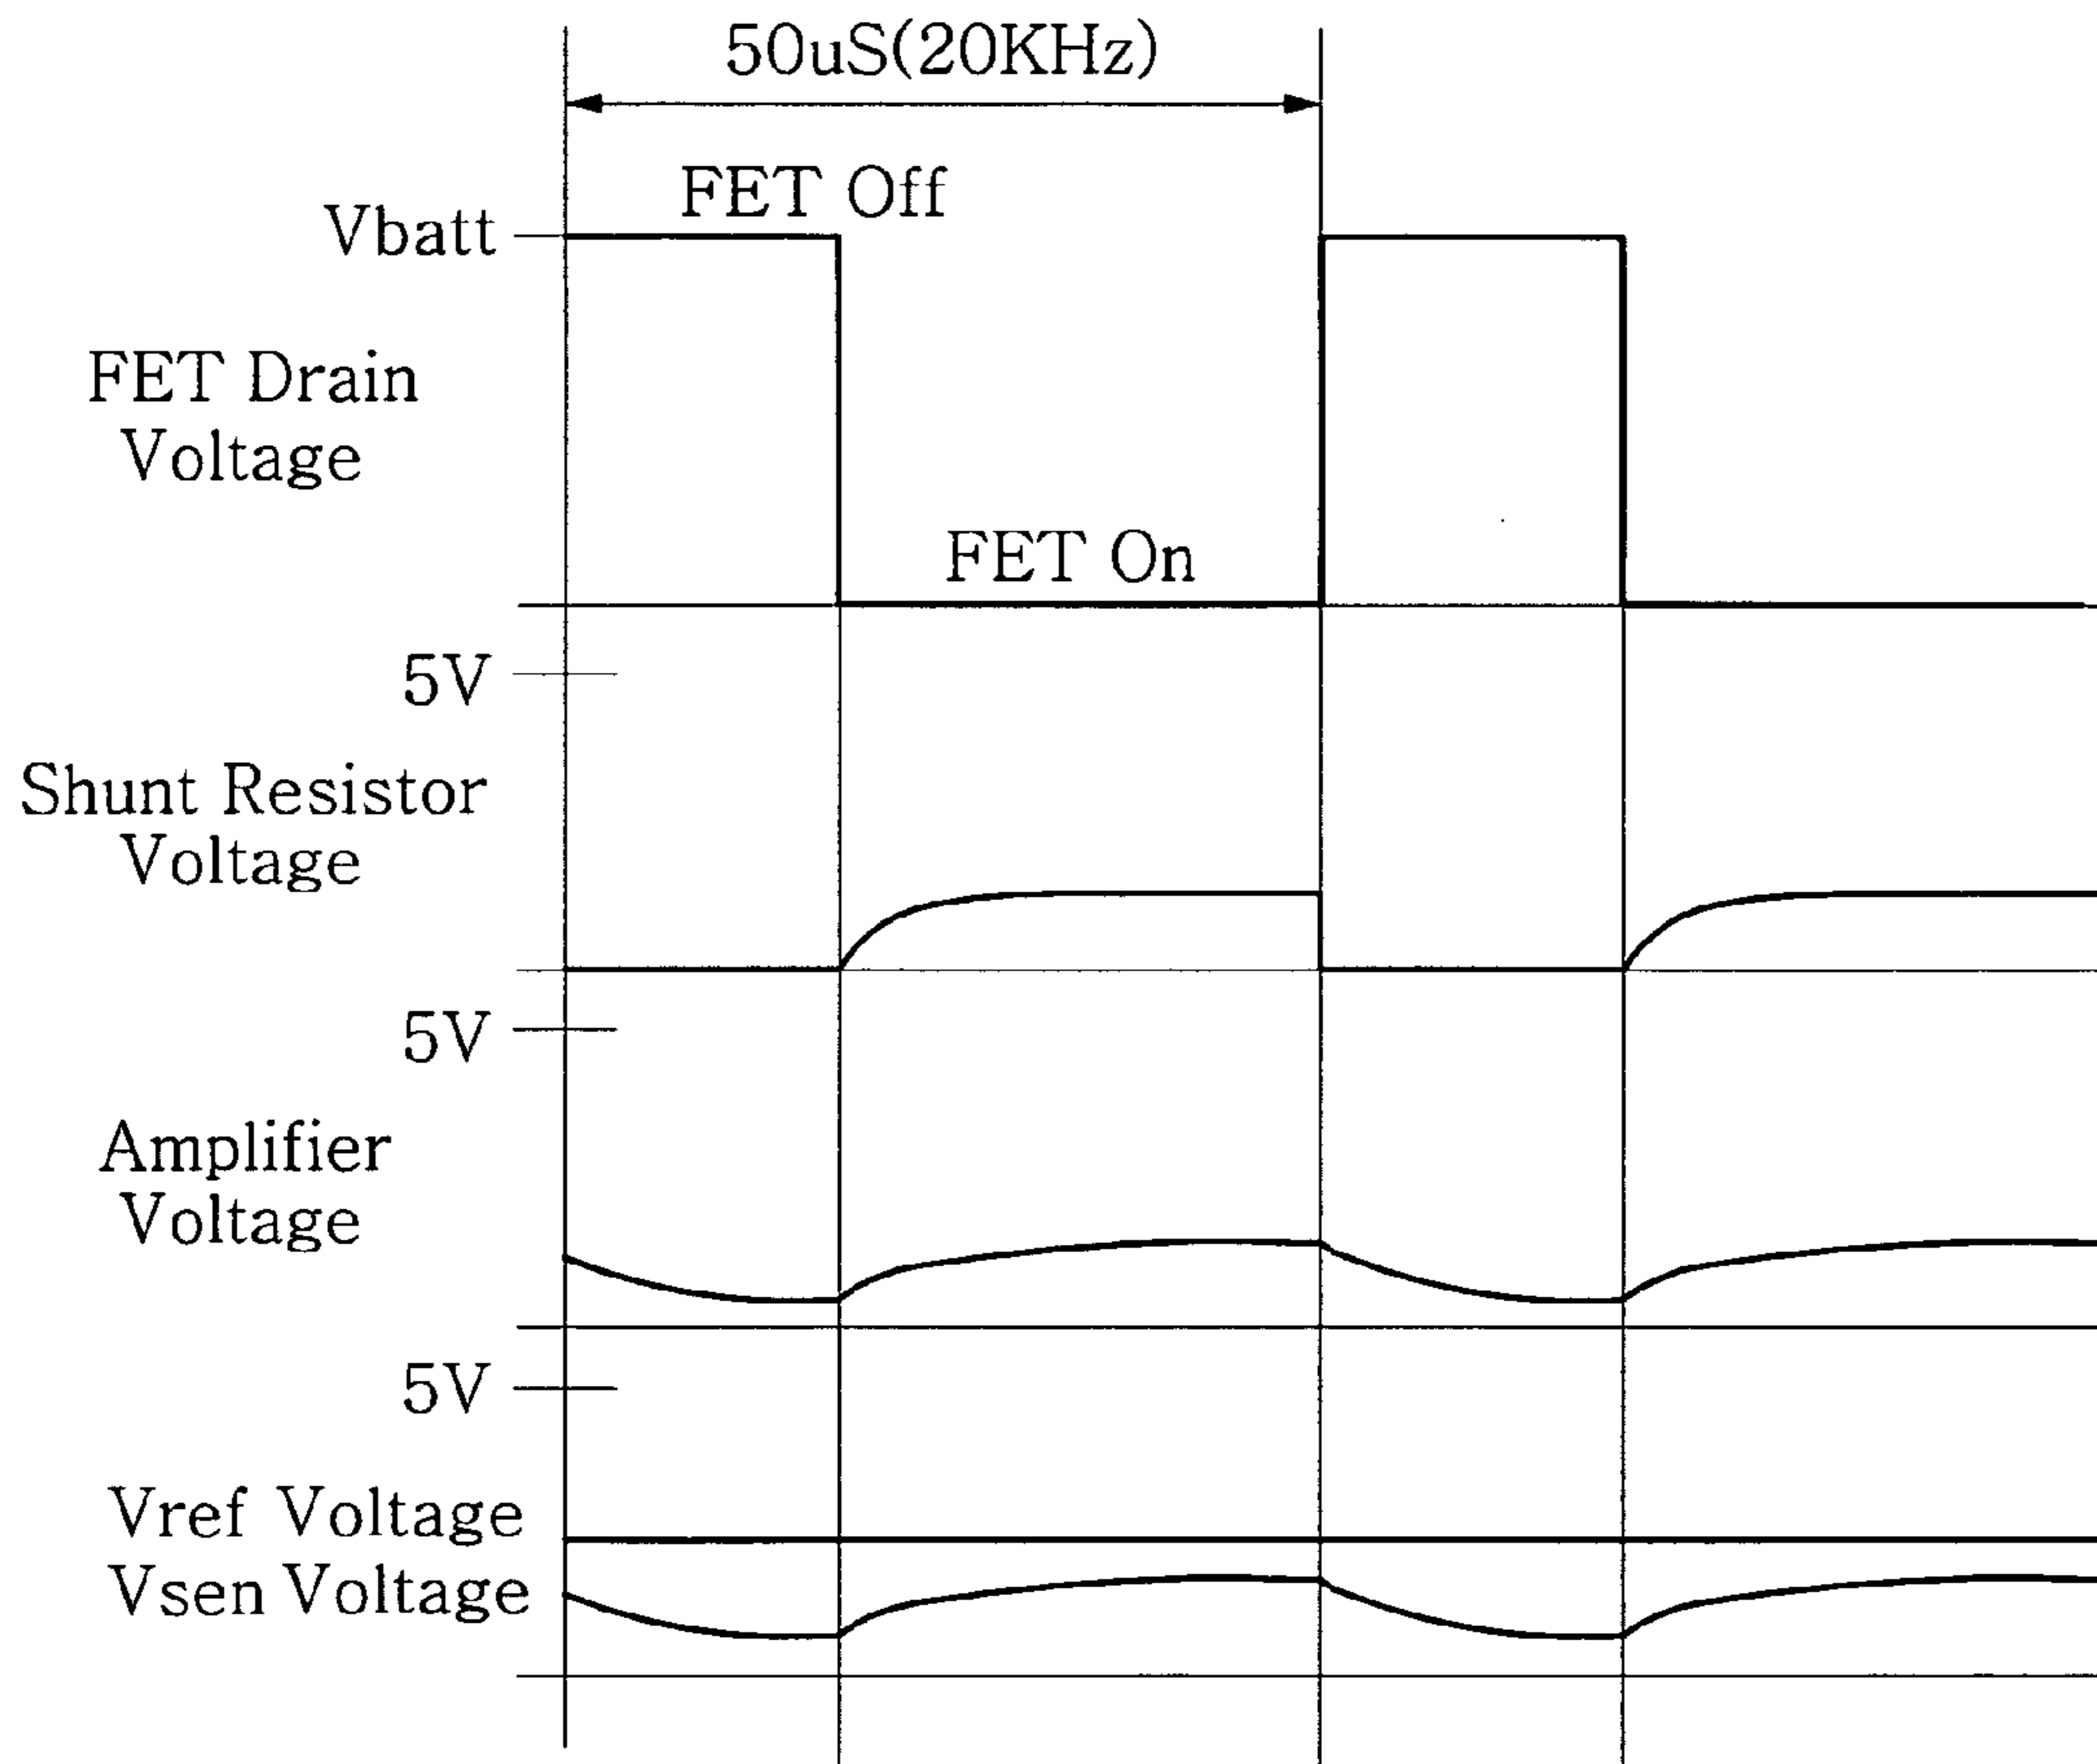 50uS(20KHz)
FET Off
Vbatt
FET Drain
Voltage
FET On
5V
Shunt Resistor
Voltage
5V
Amplifier
Voltage
5V
Vref Voltage
Vsen Voltage